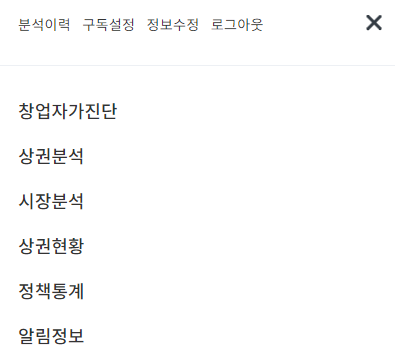 분석이력 구독설정 정보수정 로그아웃
창업자가진단
상권분석
시장분석
상권현황
정책통계
알림정보